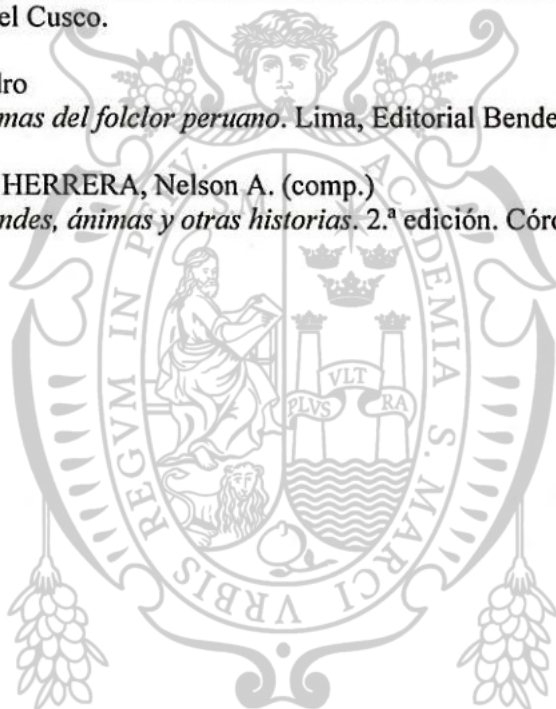 el Cusco.
dro
mas del folclor peruano. Lima, Editorial Bende
HERRERA, Nelson A. (comp.)
ndes, ánimas y otras historias. 2.ª edición. Cór
ACADEMIA S. MARCI VRBIS REGVM IN PERV.
PLVS VLT RA